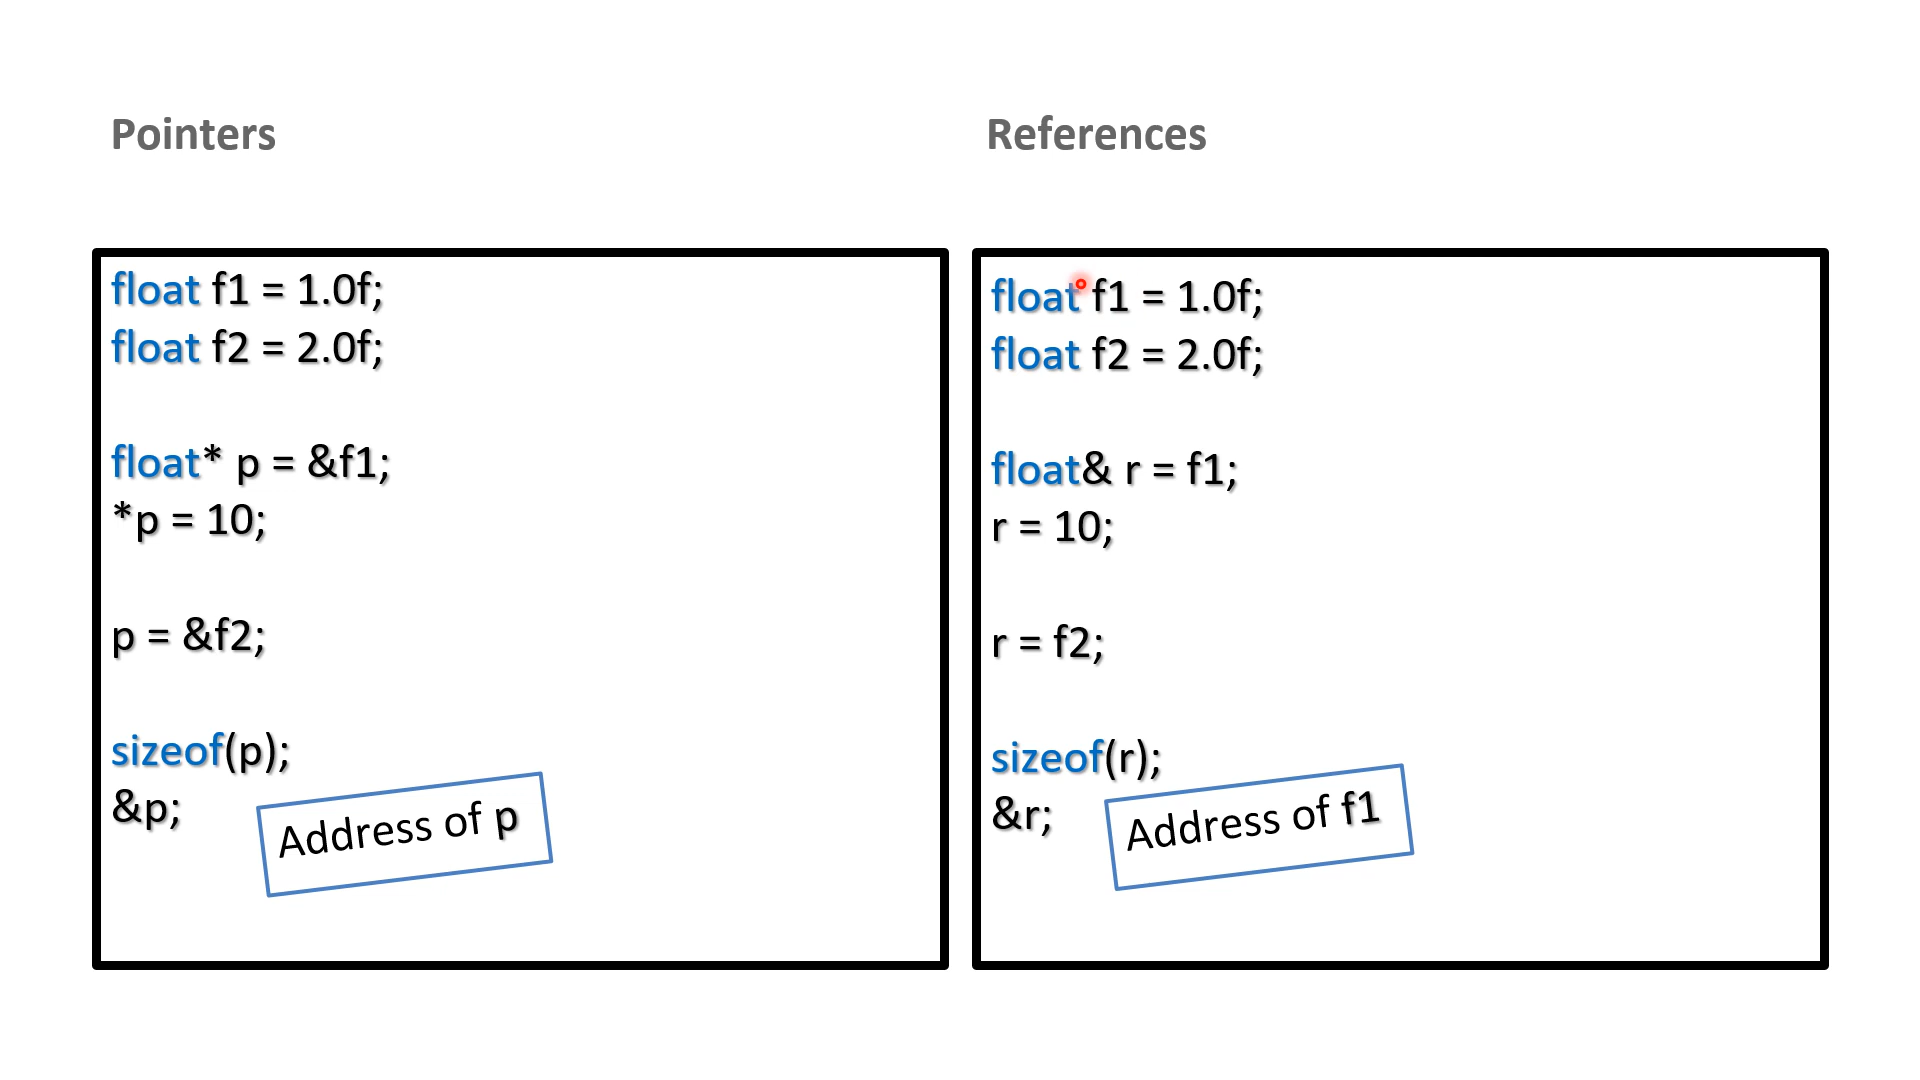 Pointers
float f1 = 1.0f;
float f2 = 2.0f;
float* p = &f1;
*p = 10;
p = &f2;
sizeof(p);
&p;
Address of p
References
float f1 = 1.0f;
float f2 = 2.0f;
float& r = f1;
r = 10;
r = f2;
sizeof(r);
&r;
Address of f1